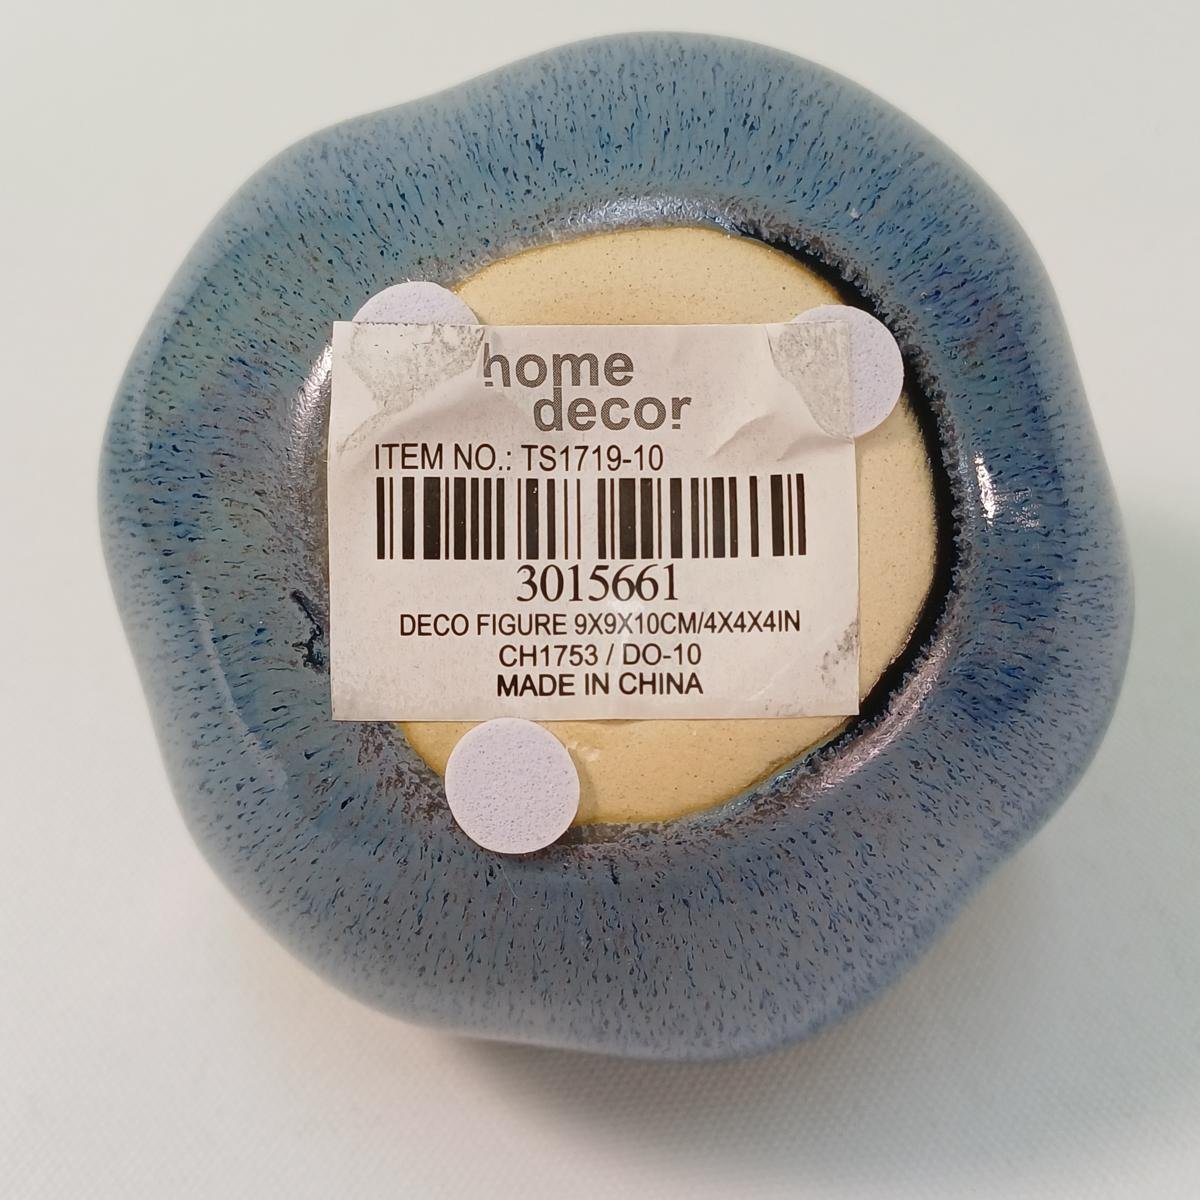 home
decor
ITEM NO.: TS1719-10
3015661
DECO FIGURE 9X9X10CM/4X4X4IN
CH1753 / DO-10
MADE IN CHINA